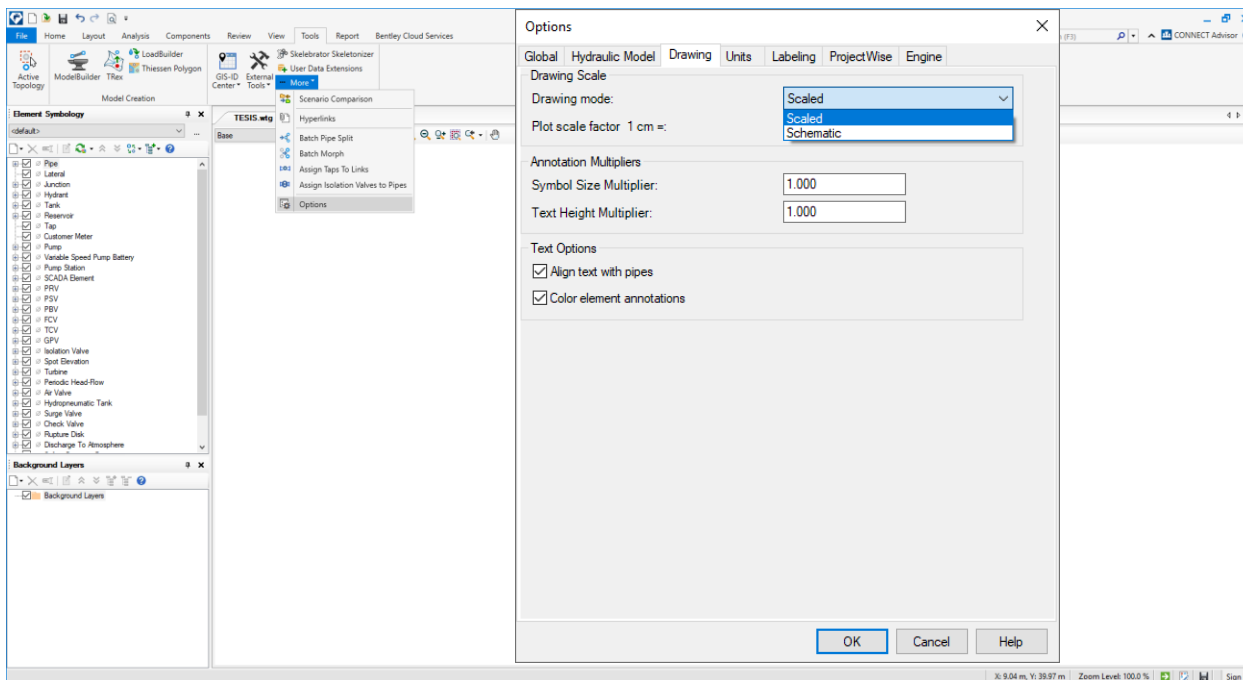 File Home Layout Analysis Components Review View Tools Report Bentley Cloud Services
(F3) CONNECT Advisor
Active Topology
ModelBuilder TRex
LoadBuilder
Thiessen Polygon
Model Creation
GIS-ID Center
External Tools
Skelebrator Skeletonizer
User Data Extensions
More
Scenario Comparison
Hyperlinks
Batch Pipe Split
Batch Morph
Assign Taps To Links
Assign Isolation Valves to Pipes
Options
Element Symbology
<default>
Pipe
Lateral
Junction
Hydrant
Tank
Reservoir
Tap
Customer Meter
Pump
Variable Speed Pump Battery
Pump Station
SCADA Element
PRV
PSV
PBV
FCV
TCV
GPV
Isolation Valve
Spot Elevation
Turbine
Periodic Head-Flow
Air Valve
Hydropneumatic Tank
Surge Valve
Check Valve
Rupture Disk
Discharge To Atmosphere
Background Layers
Background Layers
TESIS.wtg
Base
Options
Global Hydraulic Model Drawing Units Labeling ProjectWise Engine
Drawing Scale
Drawing mode: Scaled
Scaled
Schematic
Plot scale factor 1 cm =:
Annotation Multipliers
Symbol Size Multiplier: 1.000
Text Height Multiplier: 1.000
Text Options
Align text with pipes
Color element annotations
OK Cancel Help
X: 9.04 m, Y: 39.97 m Zoom Level: 100.0 % Sign